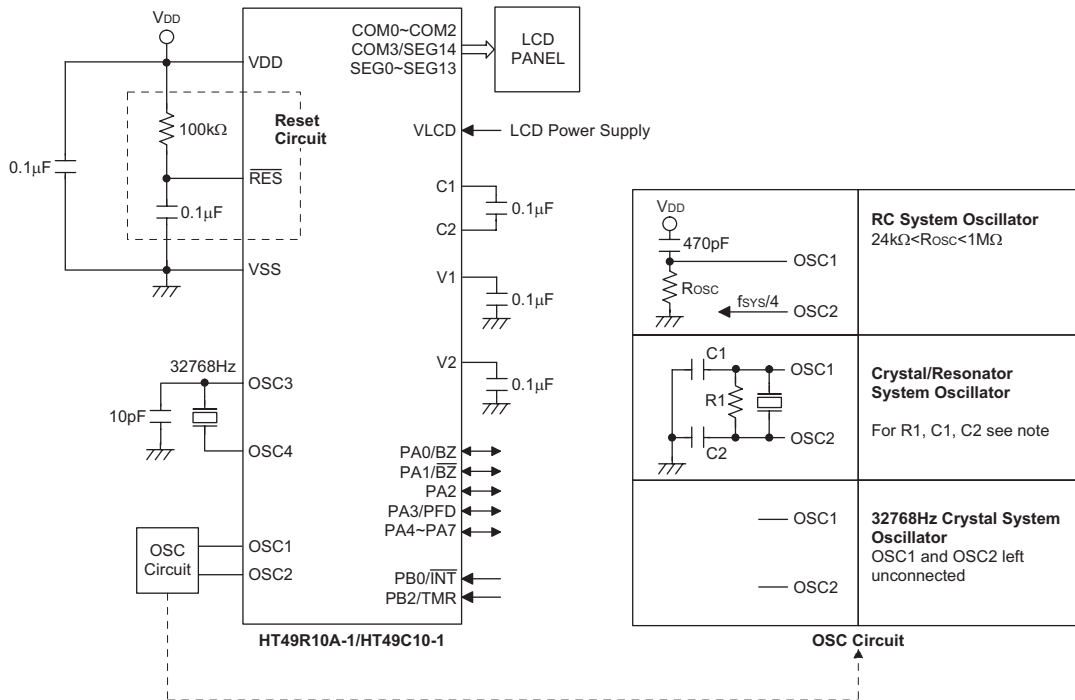 VDD
VDD
100kΩ
Reset
Circuit
0.1μF
RES
0.1μF
VSS
32768Hz
OSC3
10pF
OSC4
OSC
Circuit
OSC1
OSC2
COM0~COM2
COM3/SEG14
SEG0~SEG13
LCD
PANEL
VLCD
LCD Power Supply
C1
0.1μF
C2
V1
0.1μF
V2
0.1μF
PA0/BZ
PA1/BZ
PA2
PA3/PFD
PA4~PA7
PB0/INT
PB2/TMR
HT49R10A-1/HT49C10-1
VDD
470pF
OSC1
ROSC
fSYS/4
OSC2
RC System Oscillator
24kΩ<ROSC<1MΩ
C1
OSC1
R1
OSC2
C2
Crystal/Resonator
System Oscillator
For R1, C1, C2 see note
OSC1
OSC2
32768Hz Crystal System
Oscillator
OSC1 and OSC2 left
unconnected
OSC Circuit